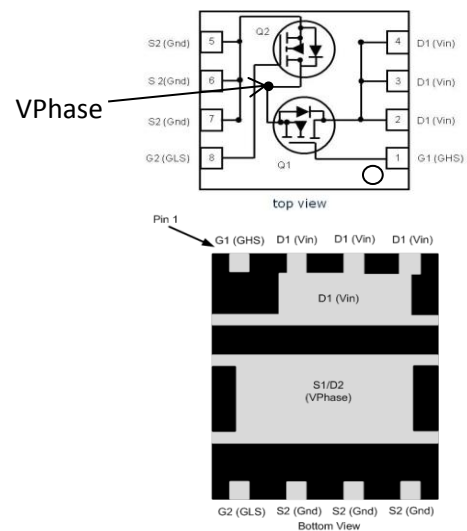 Q2
S2(Gnd) 5 4 D1(Vin)
S 2(Gnd) 6 3 D1(Vin)
VPhase
S2(Gnd) 7 2 D1(Vin)
G2(GLS) 8 1 G1(GHS)
Q1
top view
Pin 1
G1 (GHS) D1 (Vin) D1 (Vin) D1 (Vin)
D1 (Vin)
S1/D2
(VPhase)
G2 (GLS) S2 (Gnd) S2 (Gnd) S2 (Gnd)
Bottom View